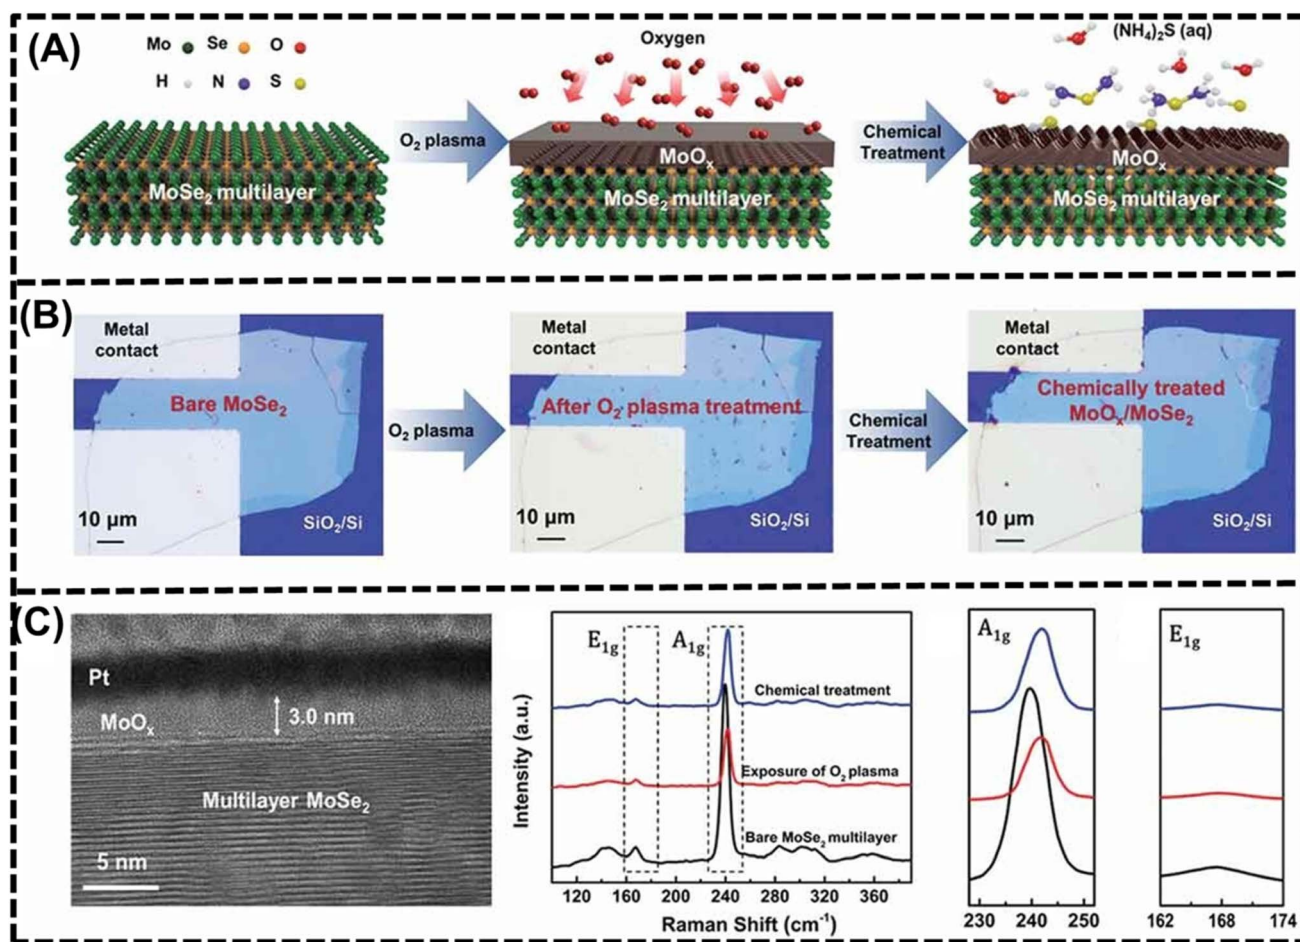 (A)
Mo Se O
H N S
MoSe2 multilayer
O2 plasma
Oxygen
MoOx
MoSe2 multilayer
Chemical
Treatment
(NH4)2S (aq)
MoOx
MoSe2 multilayer
(B)
Metal
contact
Bare MoSe2
10 μm
SiO2/Si
O2 plasma
Metal
contact
After O2 plasma treatment
10 μm
SiO2/Si
Chemical
Treatment
Metal
contact
Chemically treated
MoOx/MoSe2
10 μm
SiO2/Si
(C)
Pt
MoOx
3.0 nm
Multilayer MoSe2
5 nm
Intensity (a.u.)
E1g
A1g
Chemical treatment
Exposure of O2 plasma
Bare MoSe2 multilayer
120 160 200 240 280 320 360
Raman Shift (cm-1)
A1g
230 240 250
E1g
162 168 174